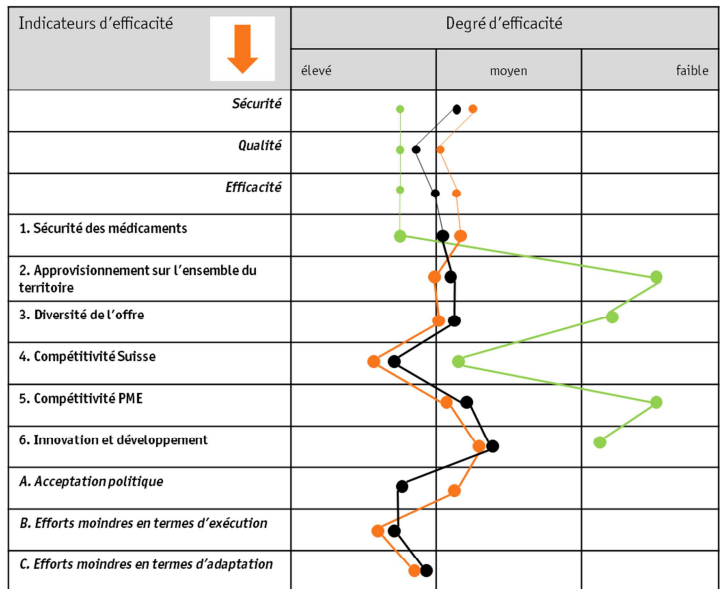 Indicateurs d’efficacité
Degré d’efficacité
élevé
moyen
faible
Sécurité
Qualité
Efficacité
1. Sécurité des médicaments
2. Approvisionnement sur l’ensemble du
territoire
3. Diversité de l’offre
4. Compétitivité Suisse
5. Compétitivité PME
6. Innovation et développement
A. Acceptation politique
B. Efforts moindres en termes d’exécution
C. Efforts moindres en termes d’adaptation